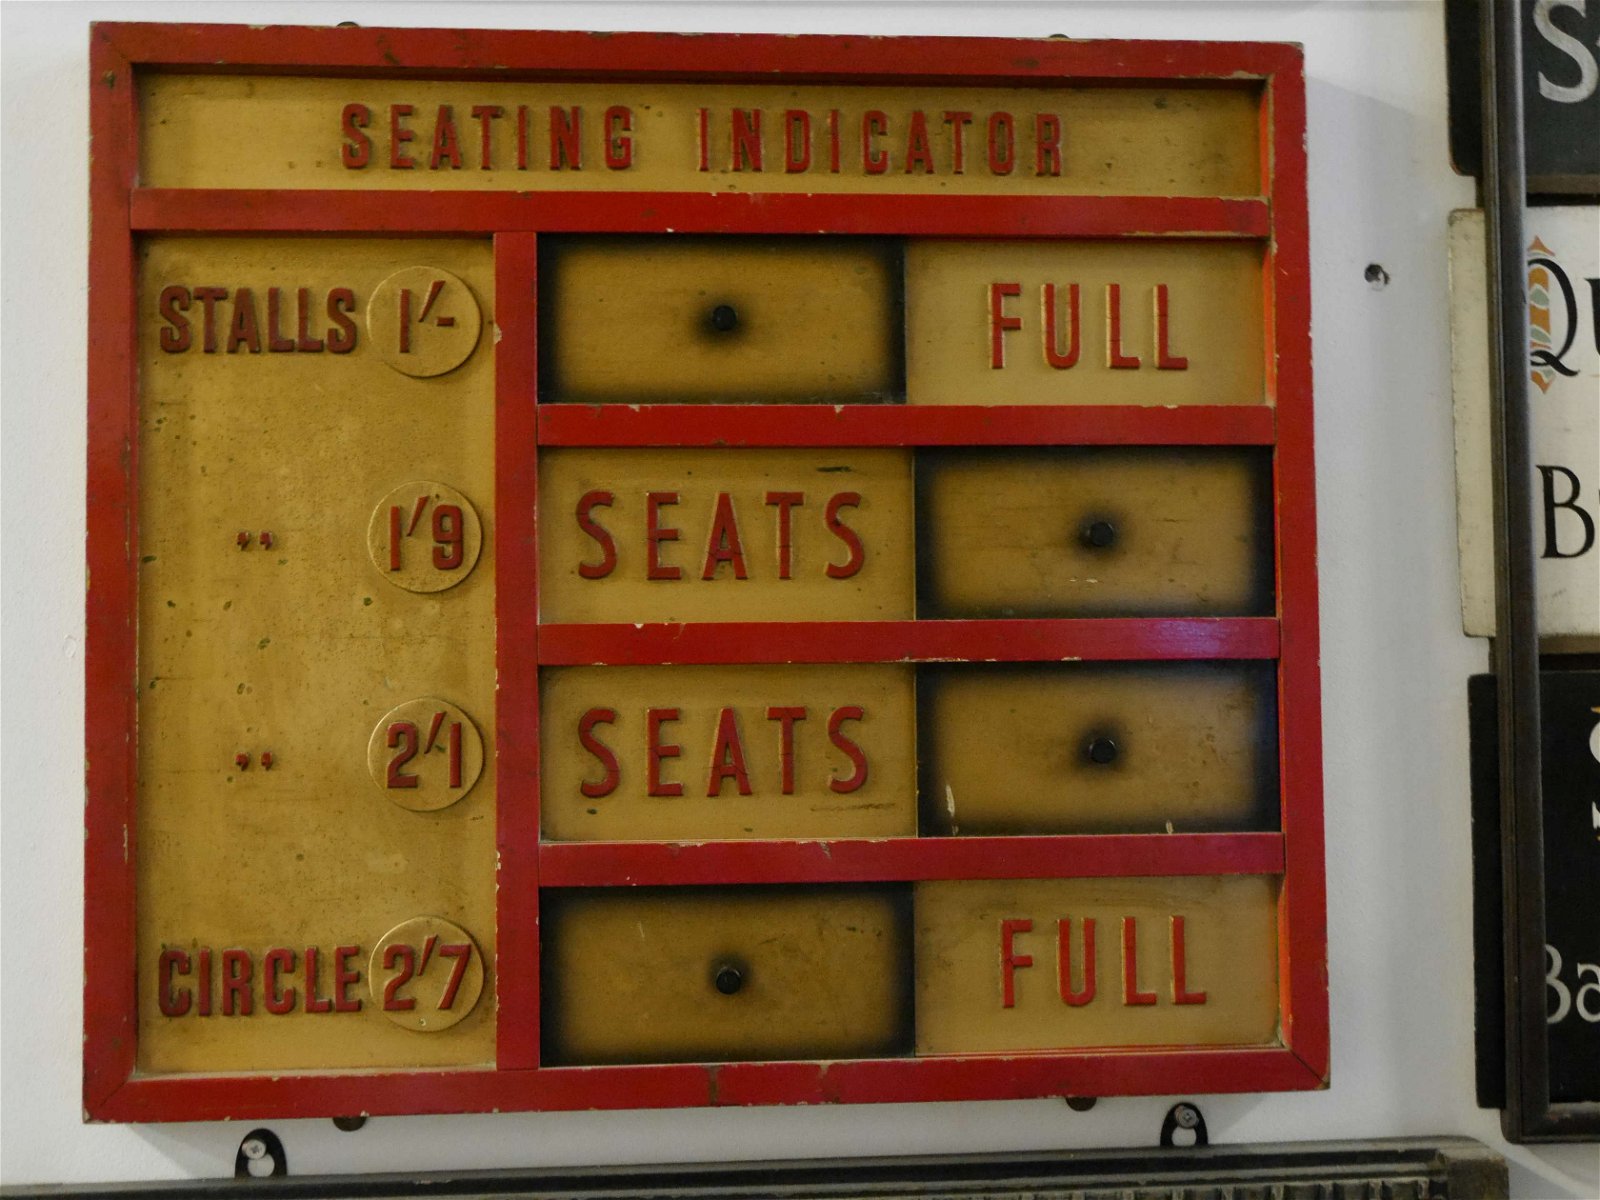 SEATING INDICATOR
STALLS 1/- FULL
" 1/9 SEATS
" 2/1 SEATS
CIRCLE 2/7 FULL